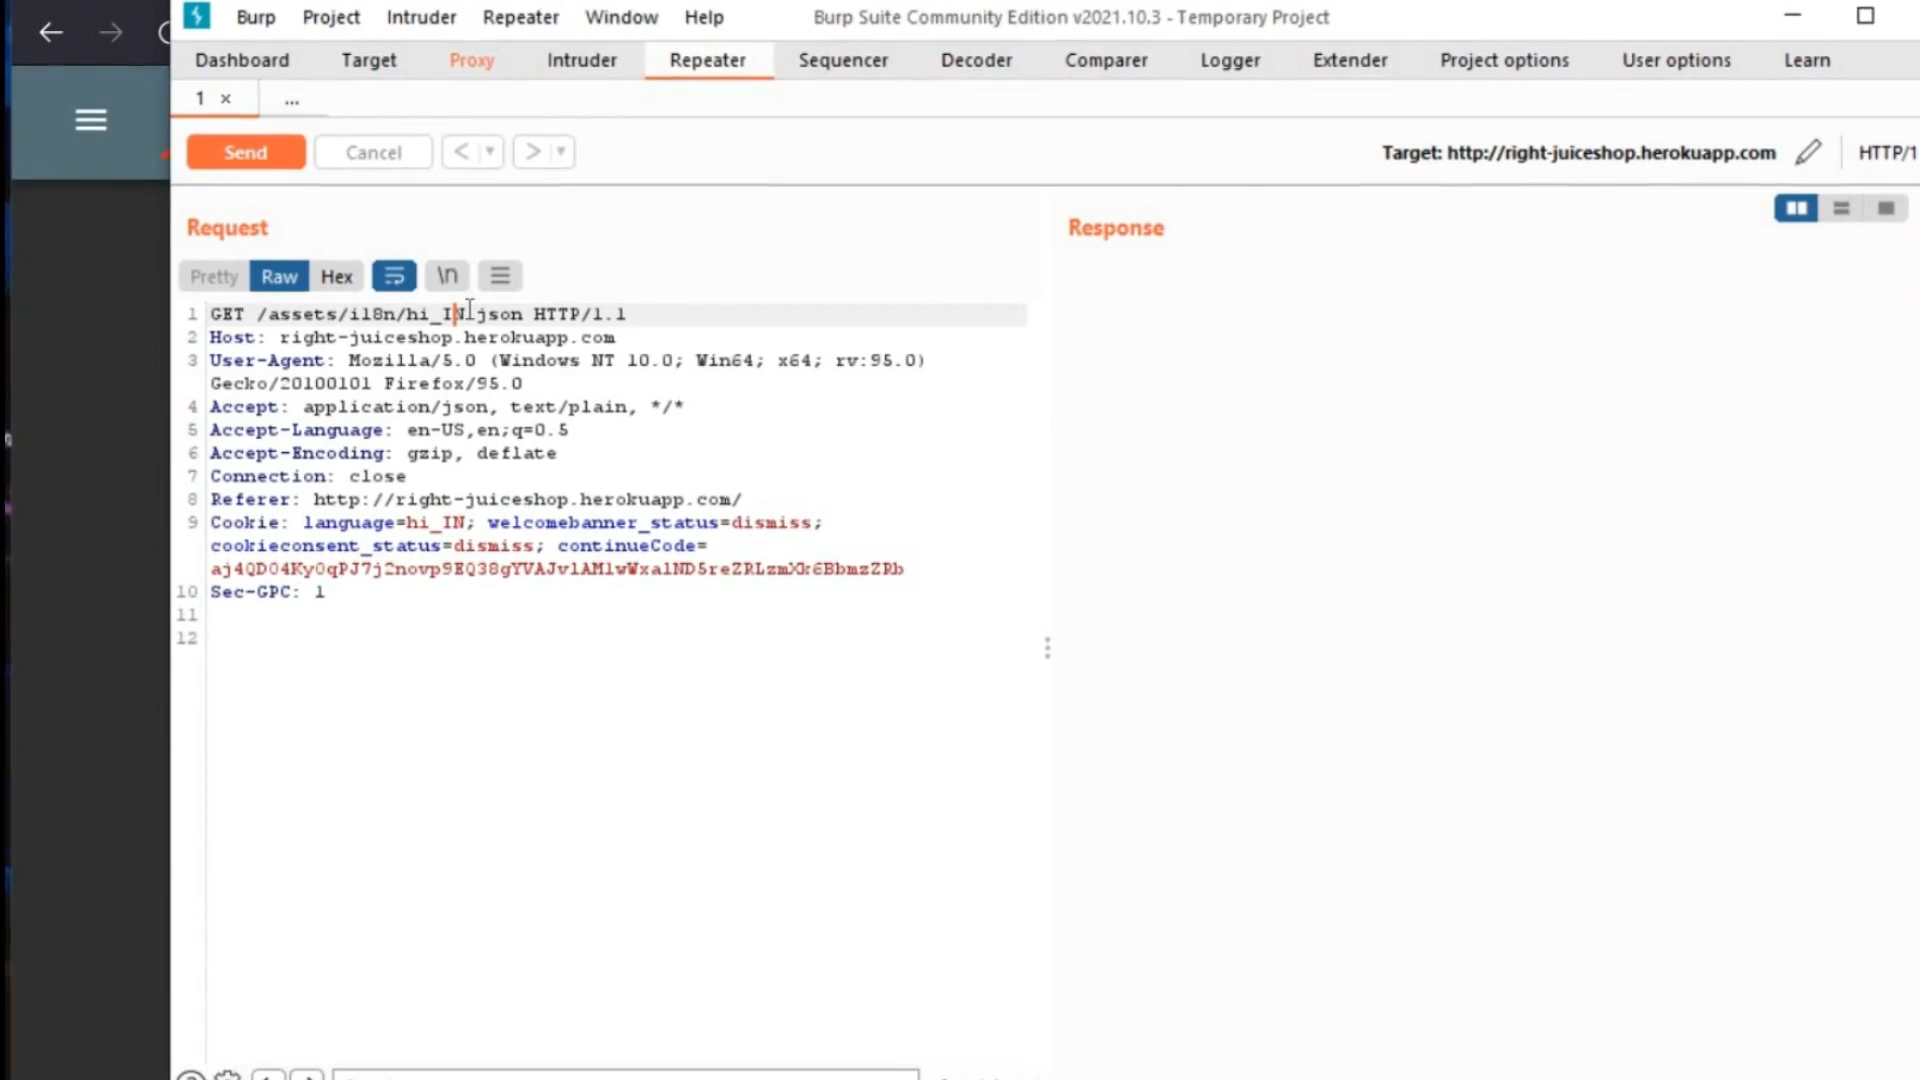 Burp Project Intruder Repeater Window Help Burp Suite Community Edition v2021.10.3 - Temporary Project
Dashboard Target Proxy Intruder Repeater Sequencer Decoder Comparer Logger Extender Project options User options Learn
1 × ...
Send Cancel < > Target: http://right-juiceshop.herokuapp.com HTTP/1
Request Response
Pretty Raw Hex \n
1 GET /assets/i18n/hi_IN.json HTTP/1.1
2 Host: right-juiceshop.herokuapp.com
3 User-Agent: Mozilla/5.0 (Windows NT 10.0; Win64; x64; rv:95.0)
Gecko/20100101 Firefox/95.0
4 Accept: application/json, text/plain, */*
5 Accept-Language: en-US,en;q=0.5
6 Accept-Encoding: gzip, deflate
7 Connection: close
8 Referer: http://right-juiceshop.herokuapp.com/
9 Cookie: language=hi_IN; welcomebanner_status=dismiss;
cookieconsent_status=dismiss; continueCode=
10 Sec-GPC: 1
11
12